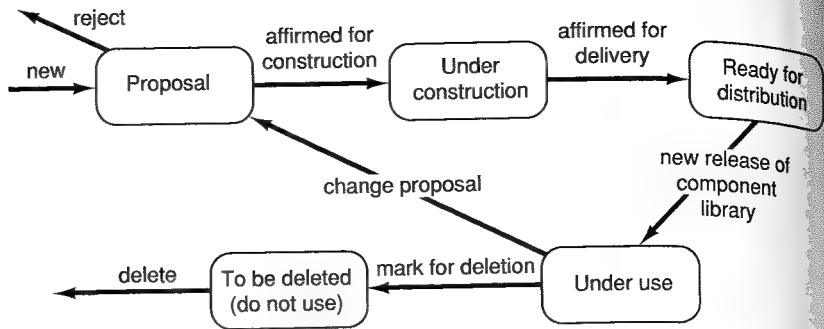 reject
new
Proposal
affirmed for
construction
Under
construction
affirmed for
delivery
Ready for
distribution
new release of
component
library
change proposal
Under use
mark for deletion
To be deleted
(do not use)
delete